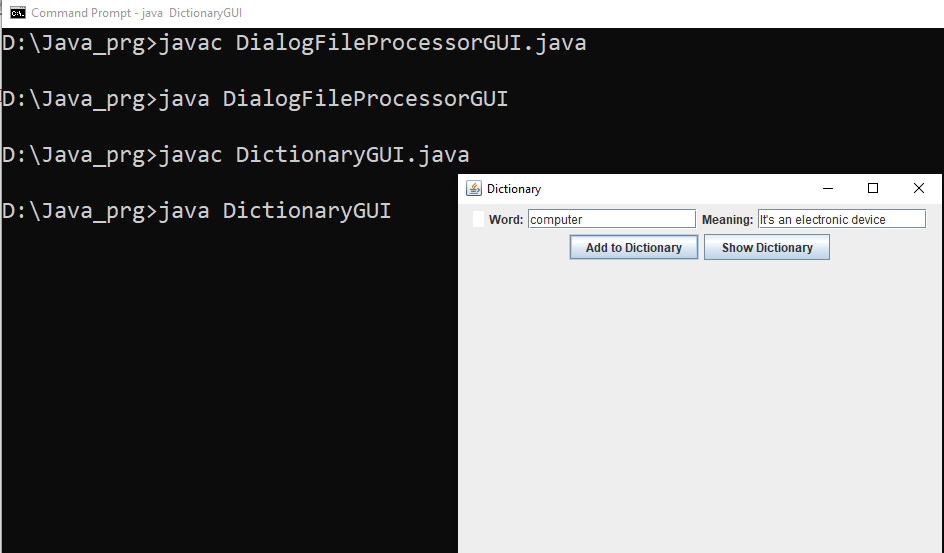 Command Prompt - java  DictionaryGUI
D:\Java_prg>javac DialogFileProcessorGUI.java
D:\Java_prg>java DialogFileProcessorGUI
D:\Java_prg>javac DictionaryGUI.java
D:\Java_prg>java DictionaryGUI
Dictionary
Word: computer Meaning: It's an electronic device
Add to Dictionary Show Dictionary